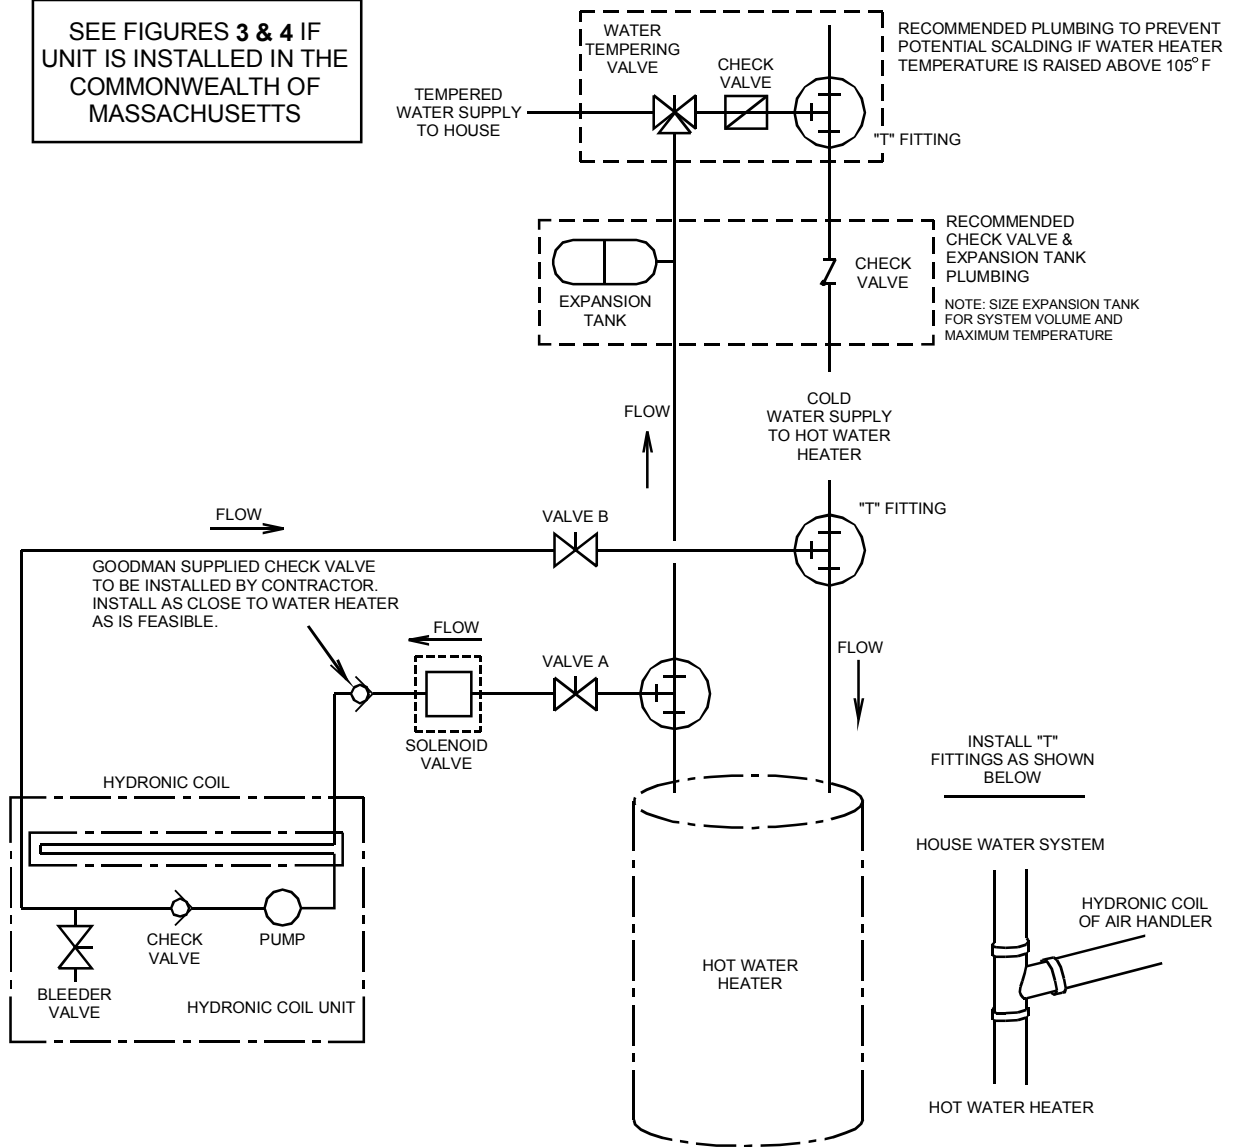 SEE FIGURES 3 & 4 IF
UNIT IS INSTALLED IN THE
COMMONWEALTH OF
MASSACHUSETTS
WATER
TEMPERING
VALVE
CHECK
VALVE
RECOMMENDED PLUMBING TO PREVENT
POTENTIAL SCALDING IF WATER HEATER
TEMPERATURE IS RAISED ABOVE 105°F
TEMPERED
WATER SUPPLY
TO HOUSE
"T" FITTING
RECOMMENDED
CHECK VALVE &
EXPANSION TANK
PLUMBING
NOTE: SIZE EXPANSION TANK
FOR SYSTEM VOLUME AND
MAXIMUM TEMPERATURE
CHECK
VALVE
EXPANSION
TANK
FLOW
COLD
WATER SUPPLY
TO HOT WATER
HEATER
FLOW
VALVE B
"T" FITTING
GOODMAN SUPPLIED CHECK VALVE
TO BE INSTALLED BY CONTRACTOR.
INSTALL AS CLOSE TO WATER HEATER
AS IS FEASIBLE.
FLOW
VALVE A
FLOW
SOLENOID
VALVE
INSTALL "T"
FITTINGS AS SHOWN
BELOW
HYDRONIC COIL
HOUSE WATER SYSTEM
HYDRONIC COIL
OF AIR HANDLER
CHECK
VALVE
PUMP
BLEEDER
VALVE
HYDRONIC COIL UNIT
HOT WATER
HEATER
HOT WATER HEATER